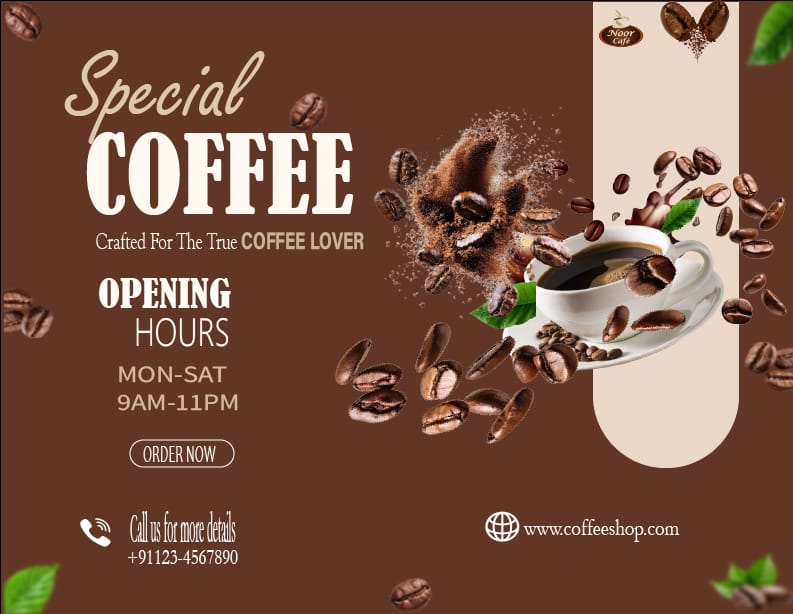 Noor
Café
Special
COFFEE
Crafted For The True COFFEE LOVER
OPENING
HOURS
MON-SAT
9AM-11PM
ORDER NOW
Call us for more details
+91123-4567890
www.coffeeshop.com